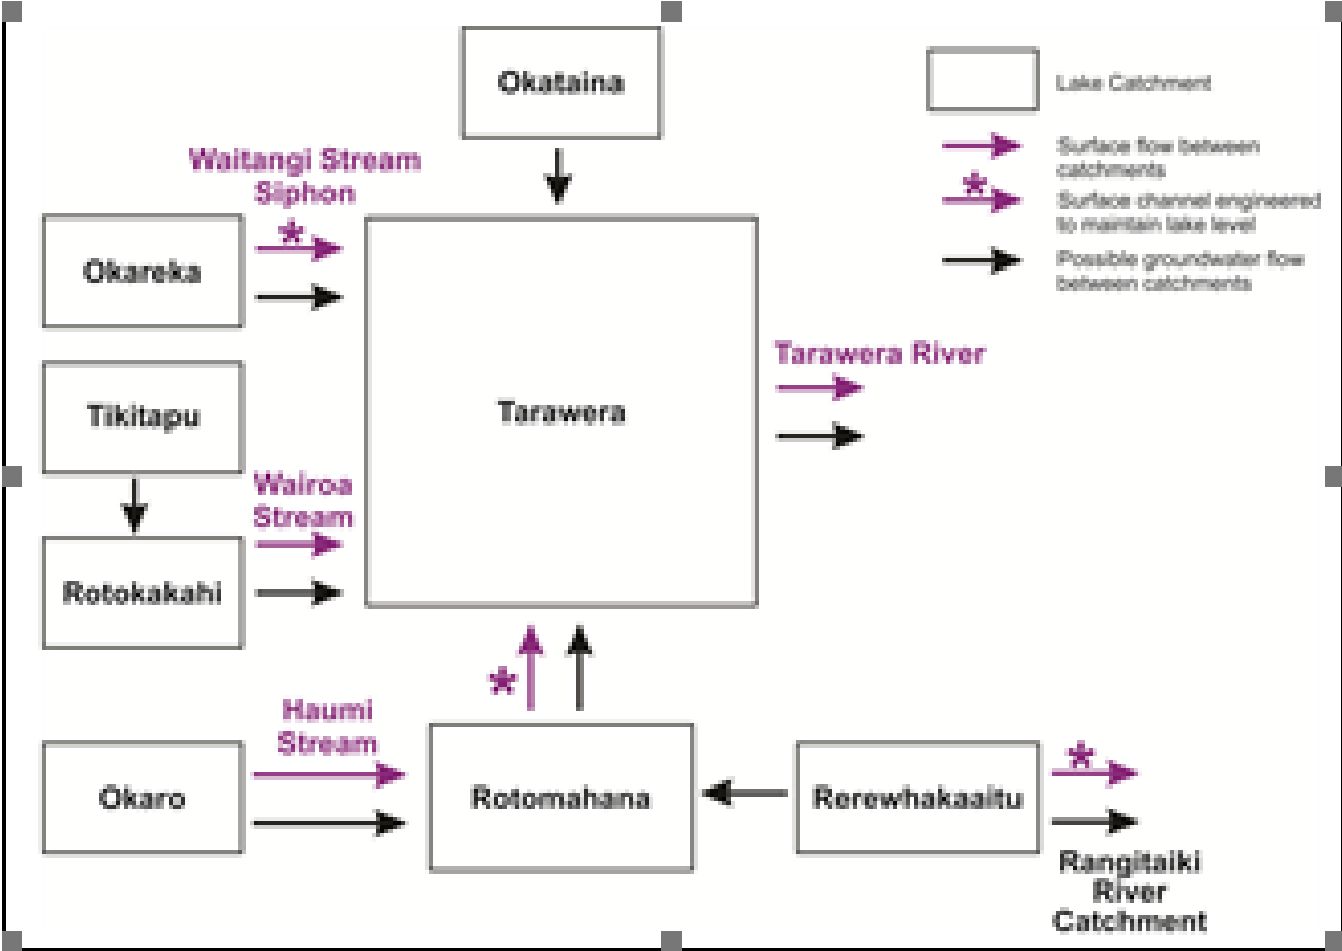 Okataina
Lake Catchment
Surface flow between
catchments
*
Surface channel engineered
to maintain lake level
Possible groundwater flow
between catchments
Waitangi Stream
Siphon
*
Okareka
Tikitapu
Tarawera
Tarawera River
Wairoa
Stream
Rotokakahi
*
Haumi
Stream
Okaro
Rotomahana
Rerewhakaaitu
*
Rangitaiki
River
Catchment